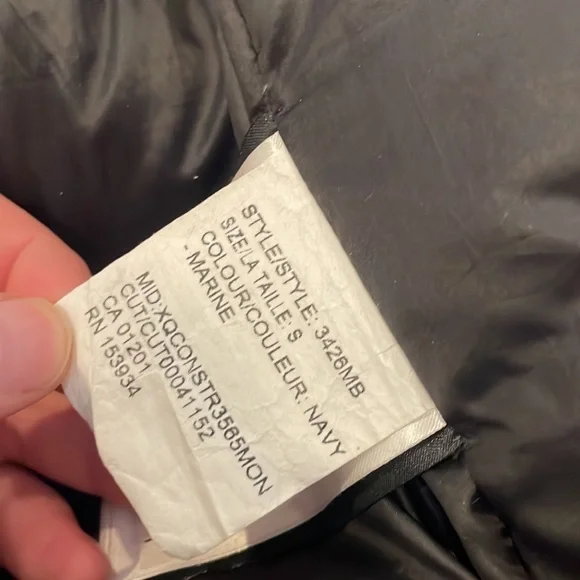 STYLE/STYLE: 3426MB
SIZE/LA TAILLE: S
COLOUR/COULEUR: NAVY
- MARINE
MID:XQCONSTR3565MON
CUT/CUT00041152
CA 01201
RN 153934